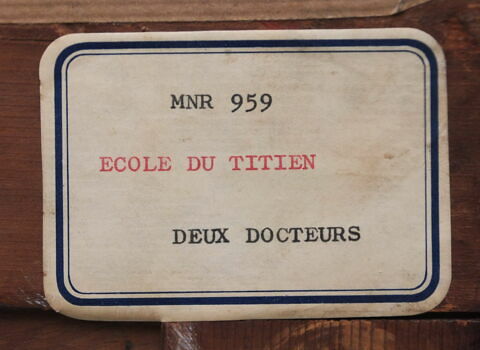 MNR 959
ECOLE DU TITIEN
DEUX DOCTEURS